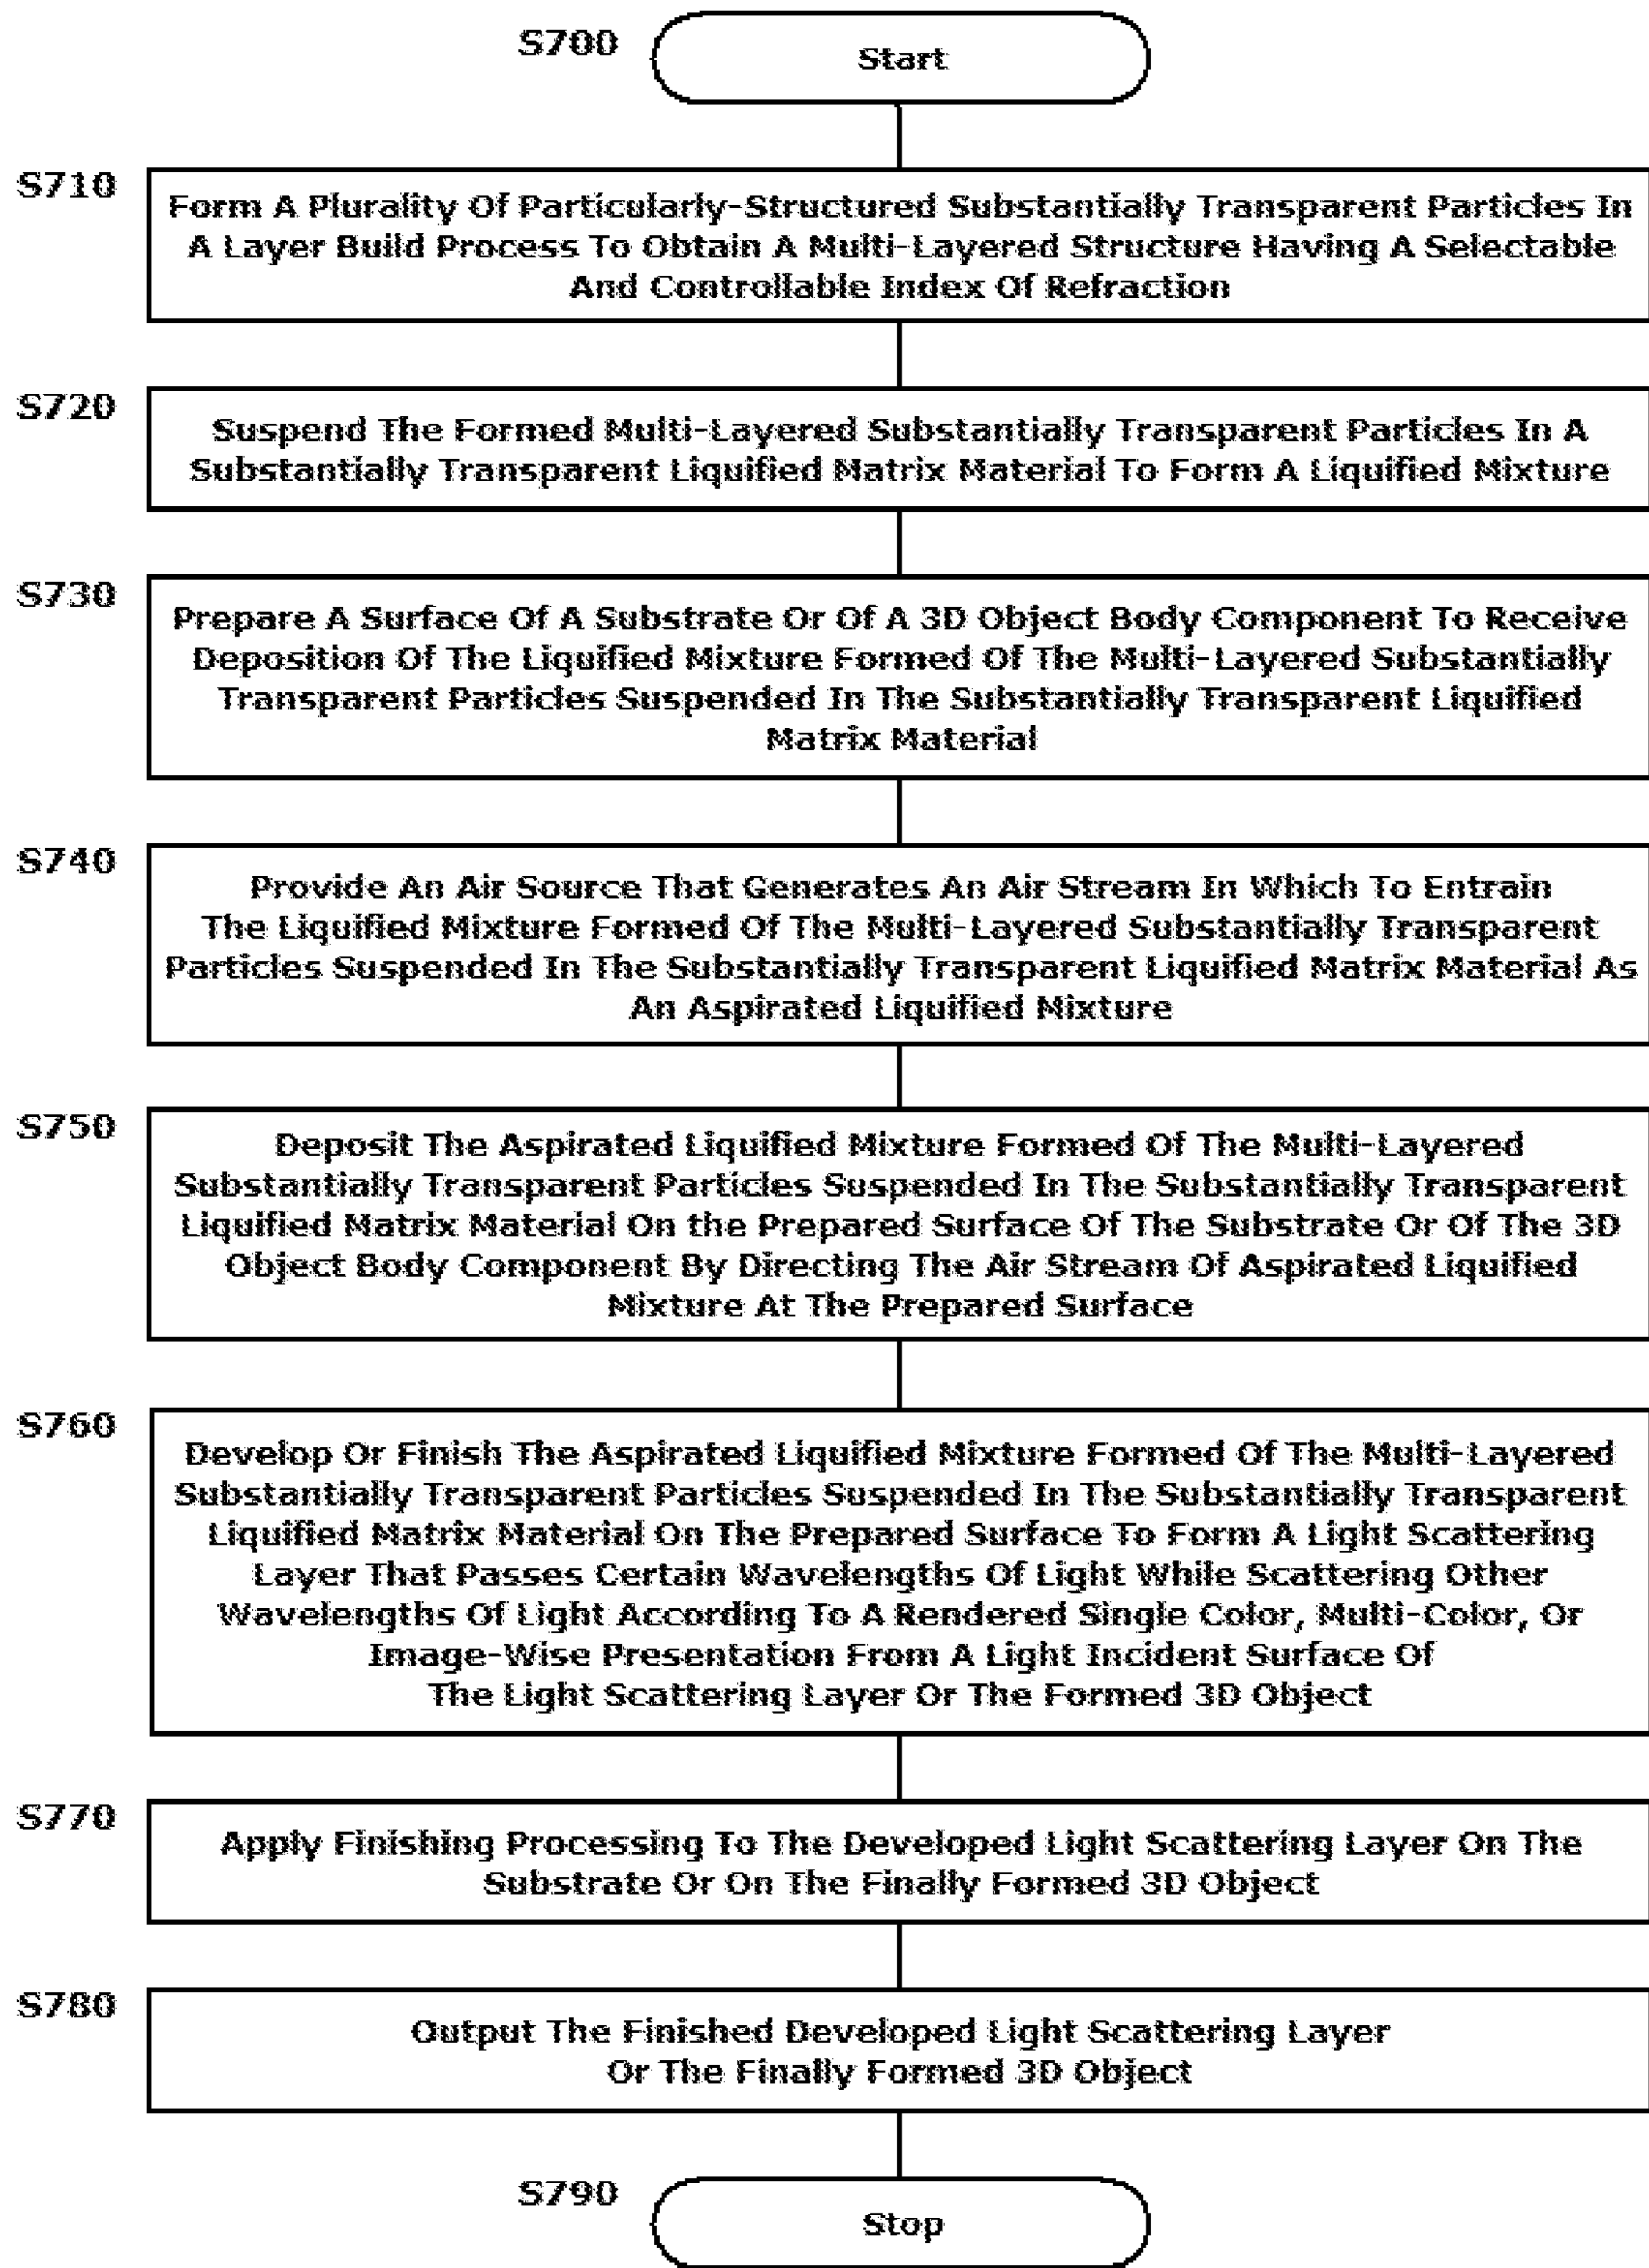 S700
Start
S710
Form A Plurality Of Particularly-Structured Substantially Transparent Particles In
A Layer Build Process To Obtain A Multi-Layered Structure Having A Selectable
And Controllable Index Of Refraction
S720
Suspend The Formed Multi-Layered Substantially Transparent Particles In A
Substantially Transparent Liquified Matrix Material To Form A Liquified Mixture
S730
Prepare A Surface Of A Substrate Or Of A 3D Object Body Component To Receive
Deposition Of The Liquified Mixture Formed Of The Multi-Layered Substantially
Transparent Particles Suspended In The Substantially Transparent Liquified
Matrix Material
S740
Provide An Air Source That Generates An Air Stream In Which To Entrain
The Liquified Mixture Formed Of The Multi-Layered Substantially Transparent
Particles Suspended In The Substantially Transparent Liquified Matrix Material As
An Aspirated Liquified Mixture
S750
Deposit The Aspirated Liquified Mixture Formed Of The Multi-Layered
Substantially Transparent Particles Suspended In The Substantially Transparent
Liquified Matrix Material On the Prepared Surface Of The Substrate Or Of The 3D
Object Body Component By Directing The Air Stream Of Aspirated Liquified
Mixture At The Prepared Surface
S760
Develop Or Finish The Aspirated Liquified Mixture Formed Of The Multi-Layered
Substantially Transparent Particles Suspended In The Substantially Transparent
Liquified Matrix Material On The Prepared Surface To Form A Light Scattering
Layer That Passes Certain Wavelengths Of Light While Scattering Other
Wavelengths Of Light According To A Rendered Single Color, Multi-Color, Or
Image-Wise Presentation From A Light Incident Surface Of
The Light Scattering Layer Or The Formed 3D Object
S770
Apply Finishing Processing To The Developed Light Scattering Layer On The
Substrate Or On The Finally Formed 3D Object
S780
Output The Finished Developed Light Scattering Layer
Or The Finally Formed 3D Object
S790
Stop